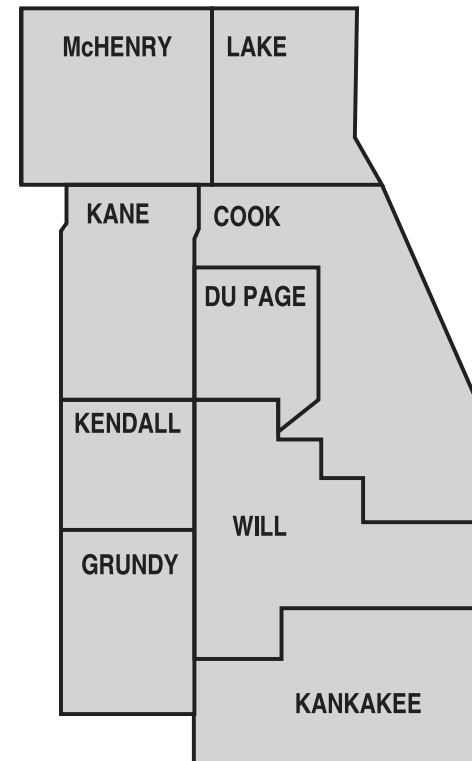 McHENRY
LAKE
KANE
COOK
DU PAGE
KENDALL
WILL
GRUNDY
KANKAKEE